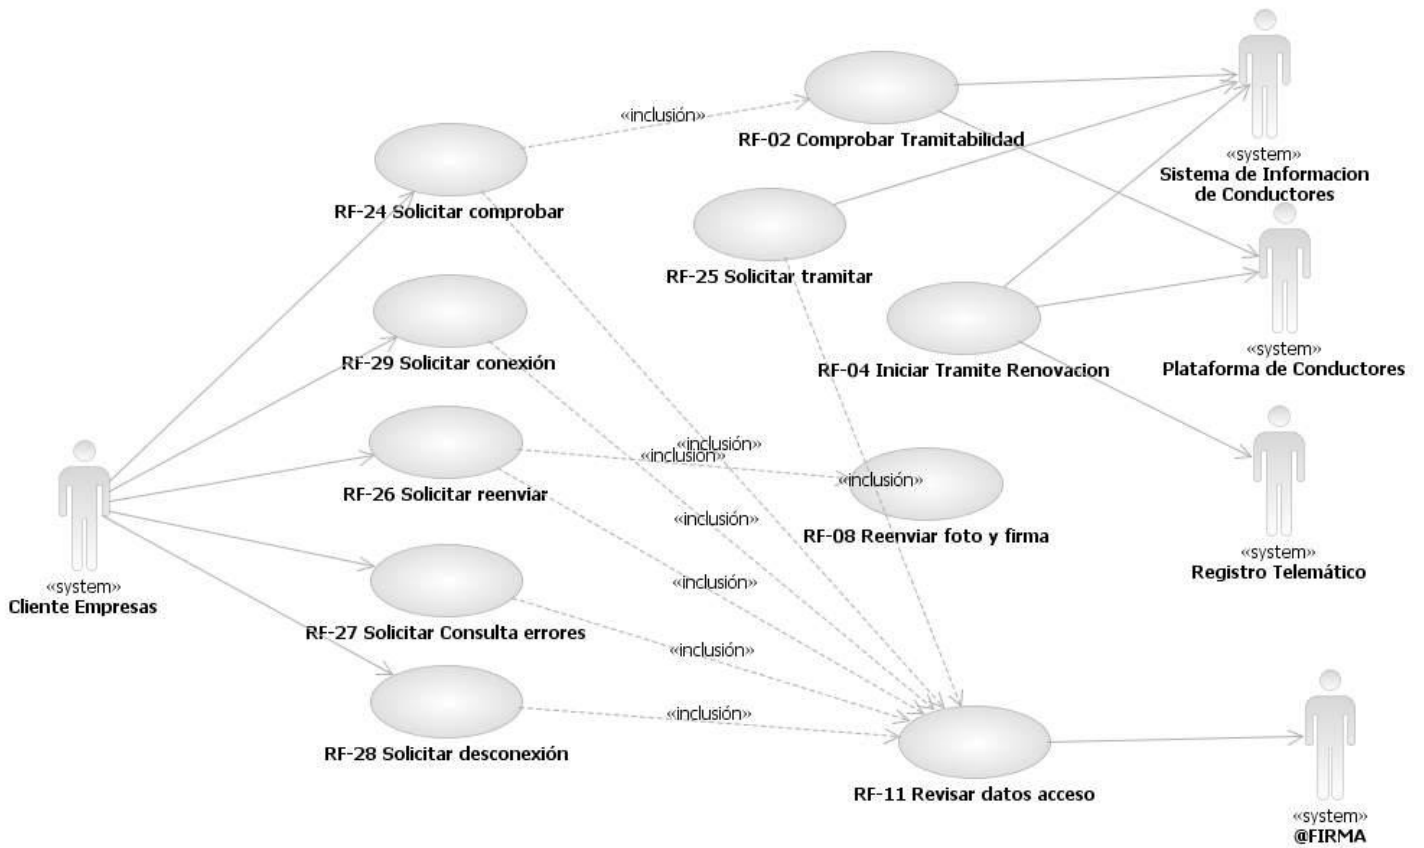 «inclusión»
RF-02 Comprobar Tramitabilidad
«system»
Sistema de Informacion
de Conductores
RF-24 Solicitar comprobar
RF-25 Solicitar tramitar
RF-29 Solicitar conexión
RF-04 Iniciar Tramite Renovacion
«system»
Plataforma de Conductores
«inclusión»
«inclusión»
«inclusión»
RF-26 Solicitar reenviar
«inclusión»
RF-08 Reenviar foto y firma
«system»
Registro Telemático
«system»
Cliente Empresas
«inclusión»
RF-27 Solicitar Consulta errores
«inclusión»
«inclusión»
RF-28 Solicitar desconexión
RF-11 Revisar datos acceso
«system»
@FIRMA